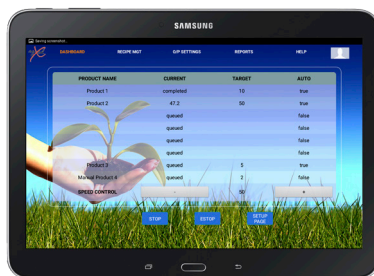 SAMSUNG
Saving screenshot...
DASHBOARD RECIPE MGT O/P SETTINGS REPORTS HELP
PRODUCT NAME CURRENT TARGET AUTO
Product 1 completed 10 true
Product 2 47.2 50 true
queued false
queued false
queued false
queued false
Product 3 queued 5 true
Manual Product 4 queued 2 false
SPEED CONTROL - 50 +
STOP ESTOP SETUP
PAGE